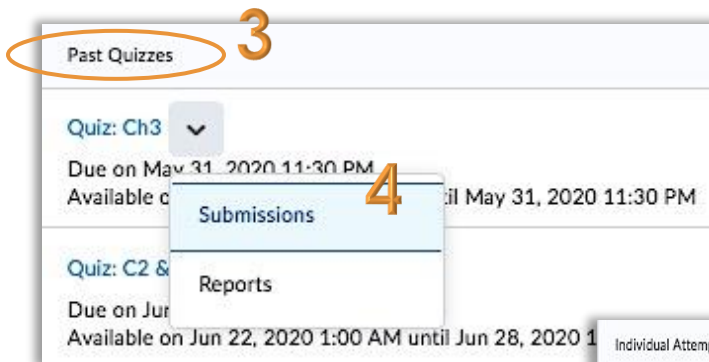 3
Past Quizzes
Quiz: Ch3
Due on May 31, 2020 11:30 PM
4
Available until May 31, 2020 11:30 PM
Submissions
Quiz: C2 &
Reports
Due on Jun
Available on Jun 22, 2020 1:00 AM until Jun 28, 2020 1
Individual Attem